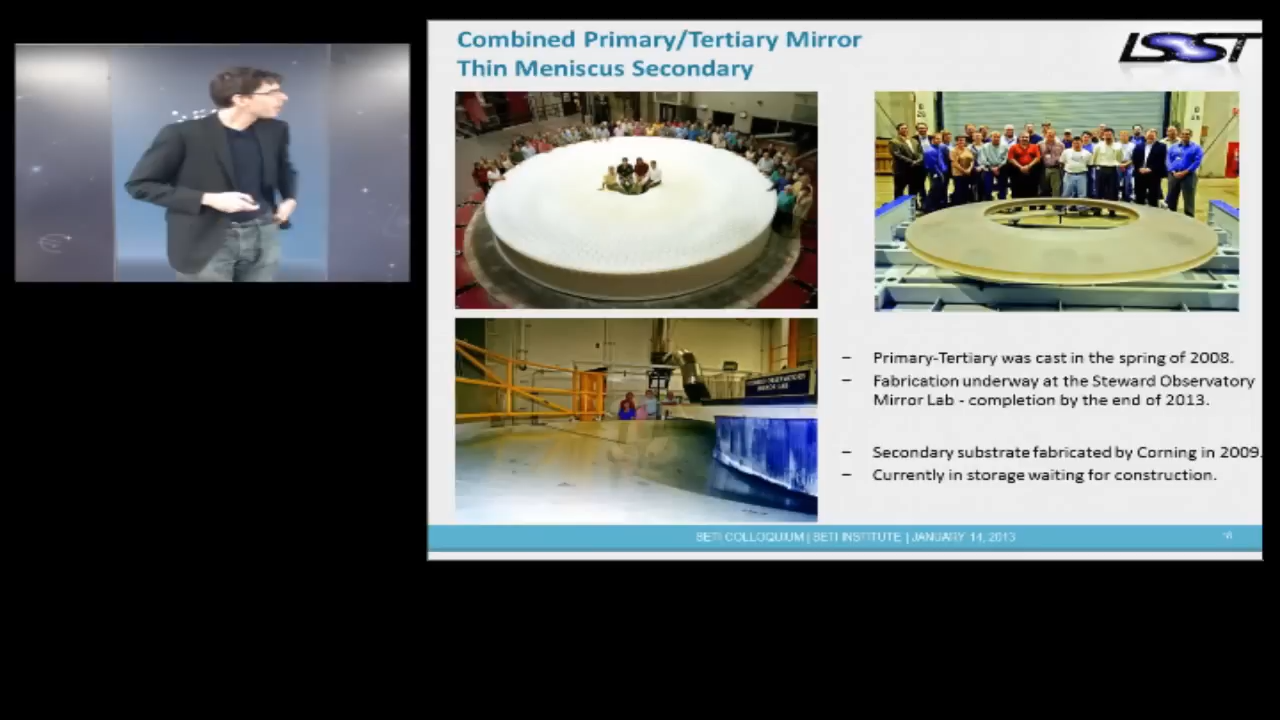 Combined Primary/Tertiary Mirror
Thin Meniscus Secondary
LSST
– Primary-Tertiary was cast in the spring of 2008.
– Fabrication underway at the Steward Observatory
Mirror Lab - completion by the end of 2013.
– Secondary substrate fabricated by Corning in 2009.
– Currently in storage waiting for construction.
SETI COLLOQUIUM | SETI INSTITUTE | JANUARY 14, 2013